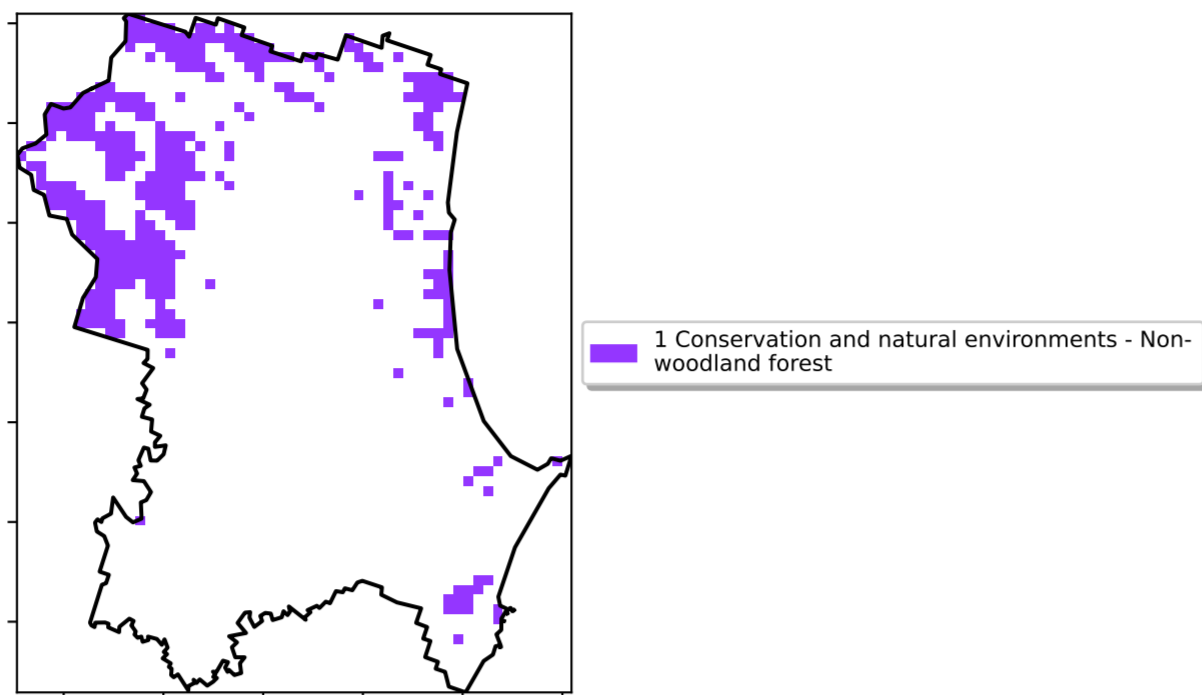 1 Conservation and natural environments - Non-
woodland forest